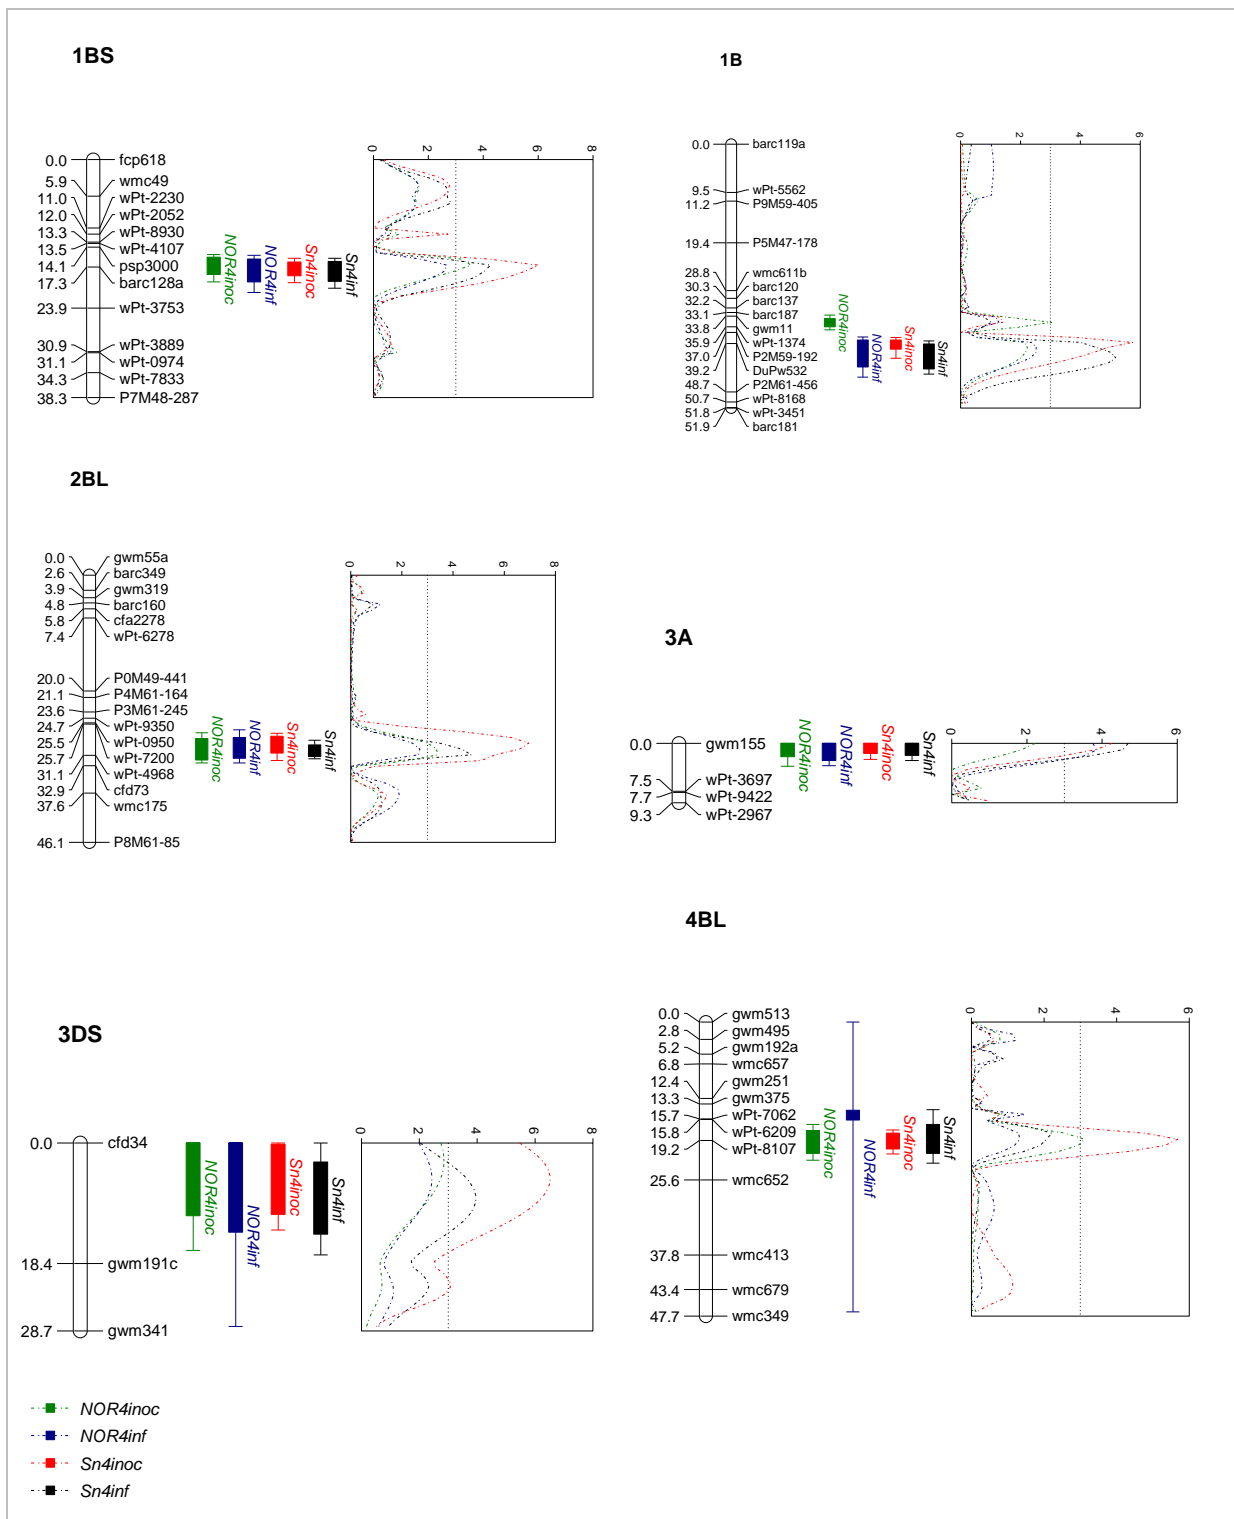 1BS
0.0 fcp618
5.9 wmc49
11.0 wPt-2230
12.0 wPt-2052
13.3 wPt-8930
13.5 wPt-4107
14.1 psp3000
17.3 barc128a
23.9 wPt-3753
30.9 wPt-3889
31.1 wPt-0974
34.3 wPt-7833
38.3 P7M48-287
NOR4inoc
NOR4inf
Sn4inoc
Sn4inf
0 2 4 6 8
1B
0.0 barc119a
9.5 wPt-5562
11.2 P9M59-405
19.4 P5M47-178
28.8 wmc611b
30.3 barc120
32.2 barc137
33.1 barc187
33.8 gwm11
35.9 wPt-1374
37.0 P2M59-192
39.2 DuPw532
48.7 P2M61-456
50.7 wPt-8168
51.8 wPt-3451
51.9 barc181
NOR4inoc
NOR4inf
Sn4inoc
Sn4inf
0 2 4 6
2BL
0.0 gwm55a
2.6 barc349
3.9 gwm319
4.8 barc160
5.8 cfa2278
7.4 wPt-6278
20.0 P0M49-441
21.1 P4M61-164
23.6 P3M61-245
24.7 wPt-9350
25.5 wPt-0950
25.7 wPt-7200
31.1 wPt-4968
32.9 cfd73
37.6 wmc175
46.1 P8M61-85
NOR4inoc
NOR4inf
Sn4inoc
Sn4inf
0 2 4 6 8
3A
0.0 gwm155
7.5 wPt-3697
7.7 wPt-9422
9.3 wPt-2967
NOR4inoc
NOR4inf
Sn4inoc
Sn4inf
0 2 4 6
4BL
0.0 gwm513
2.8 gwm495
5.2 gwm192a
6.8 wmc657
12.4 gwm251
13.3 gwm375
15.7 wPt-7062
15.8 wPt-6209
19.2 wPt-8107
25.6 wmc652
37.8 wmc413
43.4 wmc679
47.7 wmc349
NOR4inoc
NOR4inf
Sn4inoc
Sn4inf
0 2 4 6
3DS
0.0 cfd34
18.4 gwm191c
28.7 gwm341
NOR4inoc
NOR4inf
Sn4inoc
Sn4inf
0 2 4 6 8
NOR4inoc
NOR4inf
Sn4inoc
Sn4inf